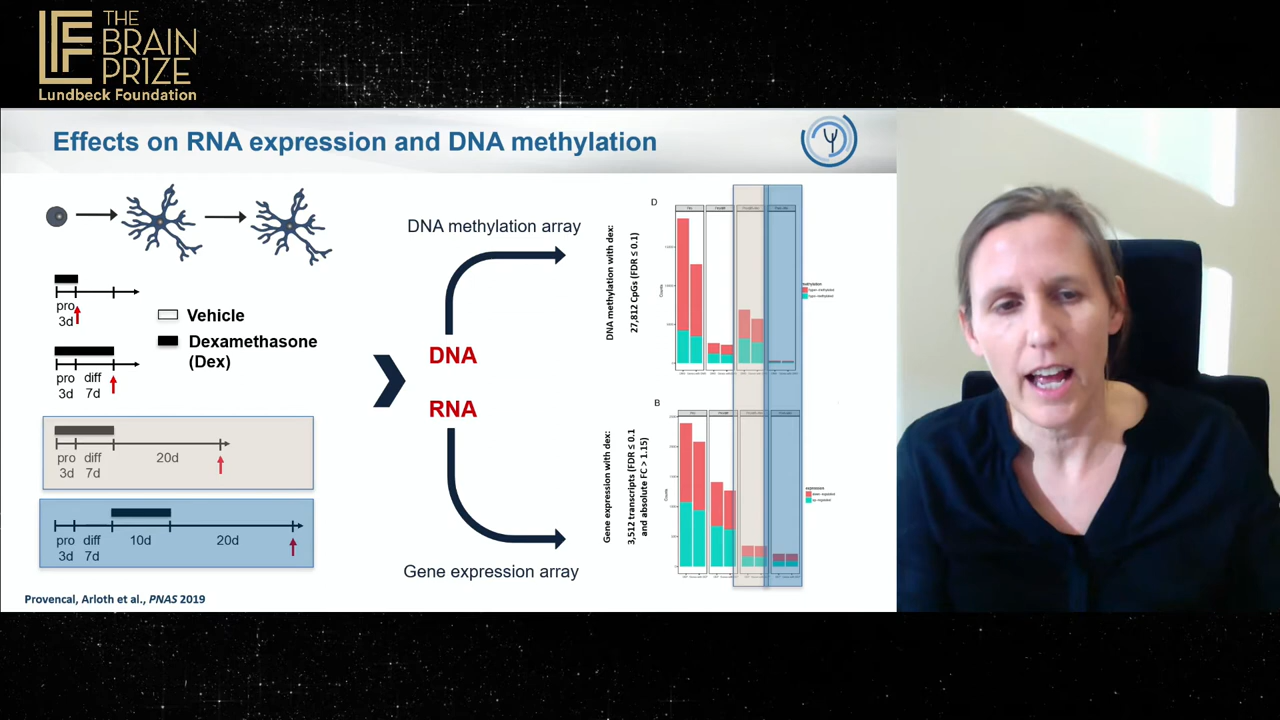 THE
BRAIN
PRIZE
Lundbeck Foundation
Effects on RNA expression and DNA methylation
pro
3d
Vehicle
Dexamethasone
(Dex)
pro diff
3d 7d
pro diff 20d
3d 7d
pro diff 10d 20d
3d 7d
DNA methylation array
DNA
RNA
Gene expression array
D
DNA methylation with dex:
27,812 CpGs (FDR ≤ 0.1)
B
Gene expression with dex:
3,512 transcripts (FDR ≤ 0.1
and absolute FC > 1.15)
Provencal, Arloth et al., PNAS 2019